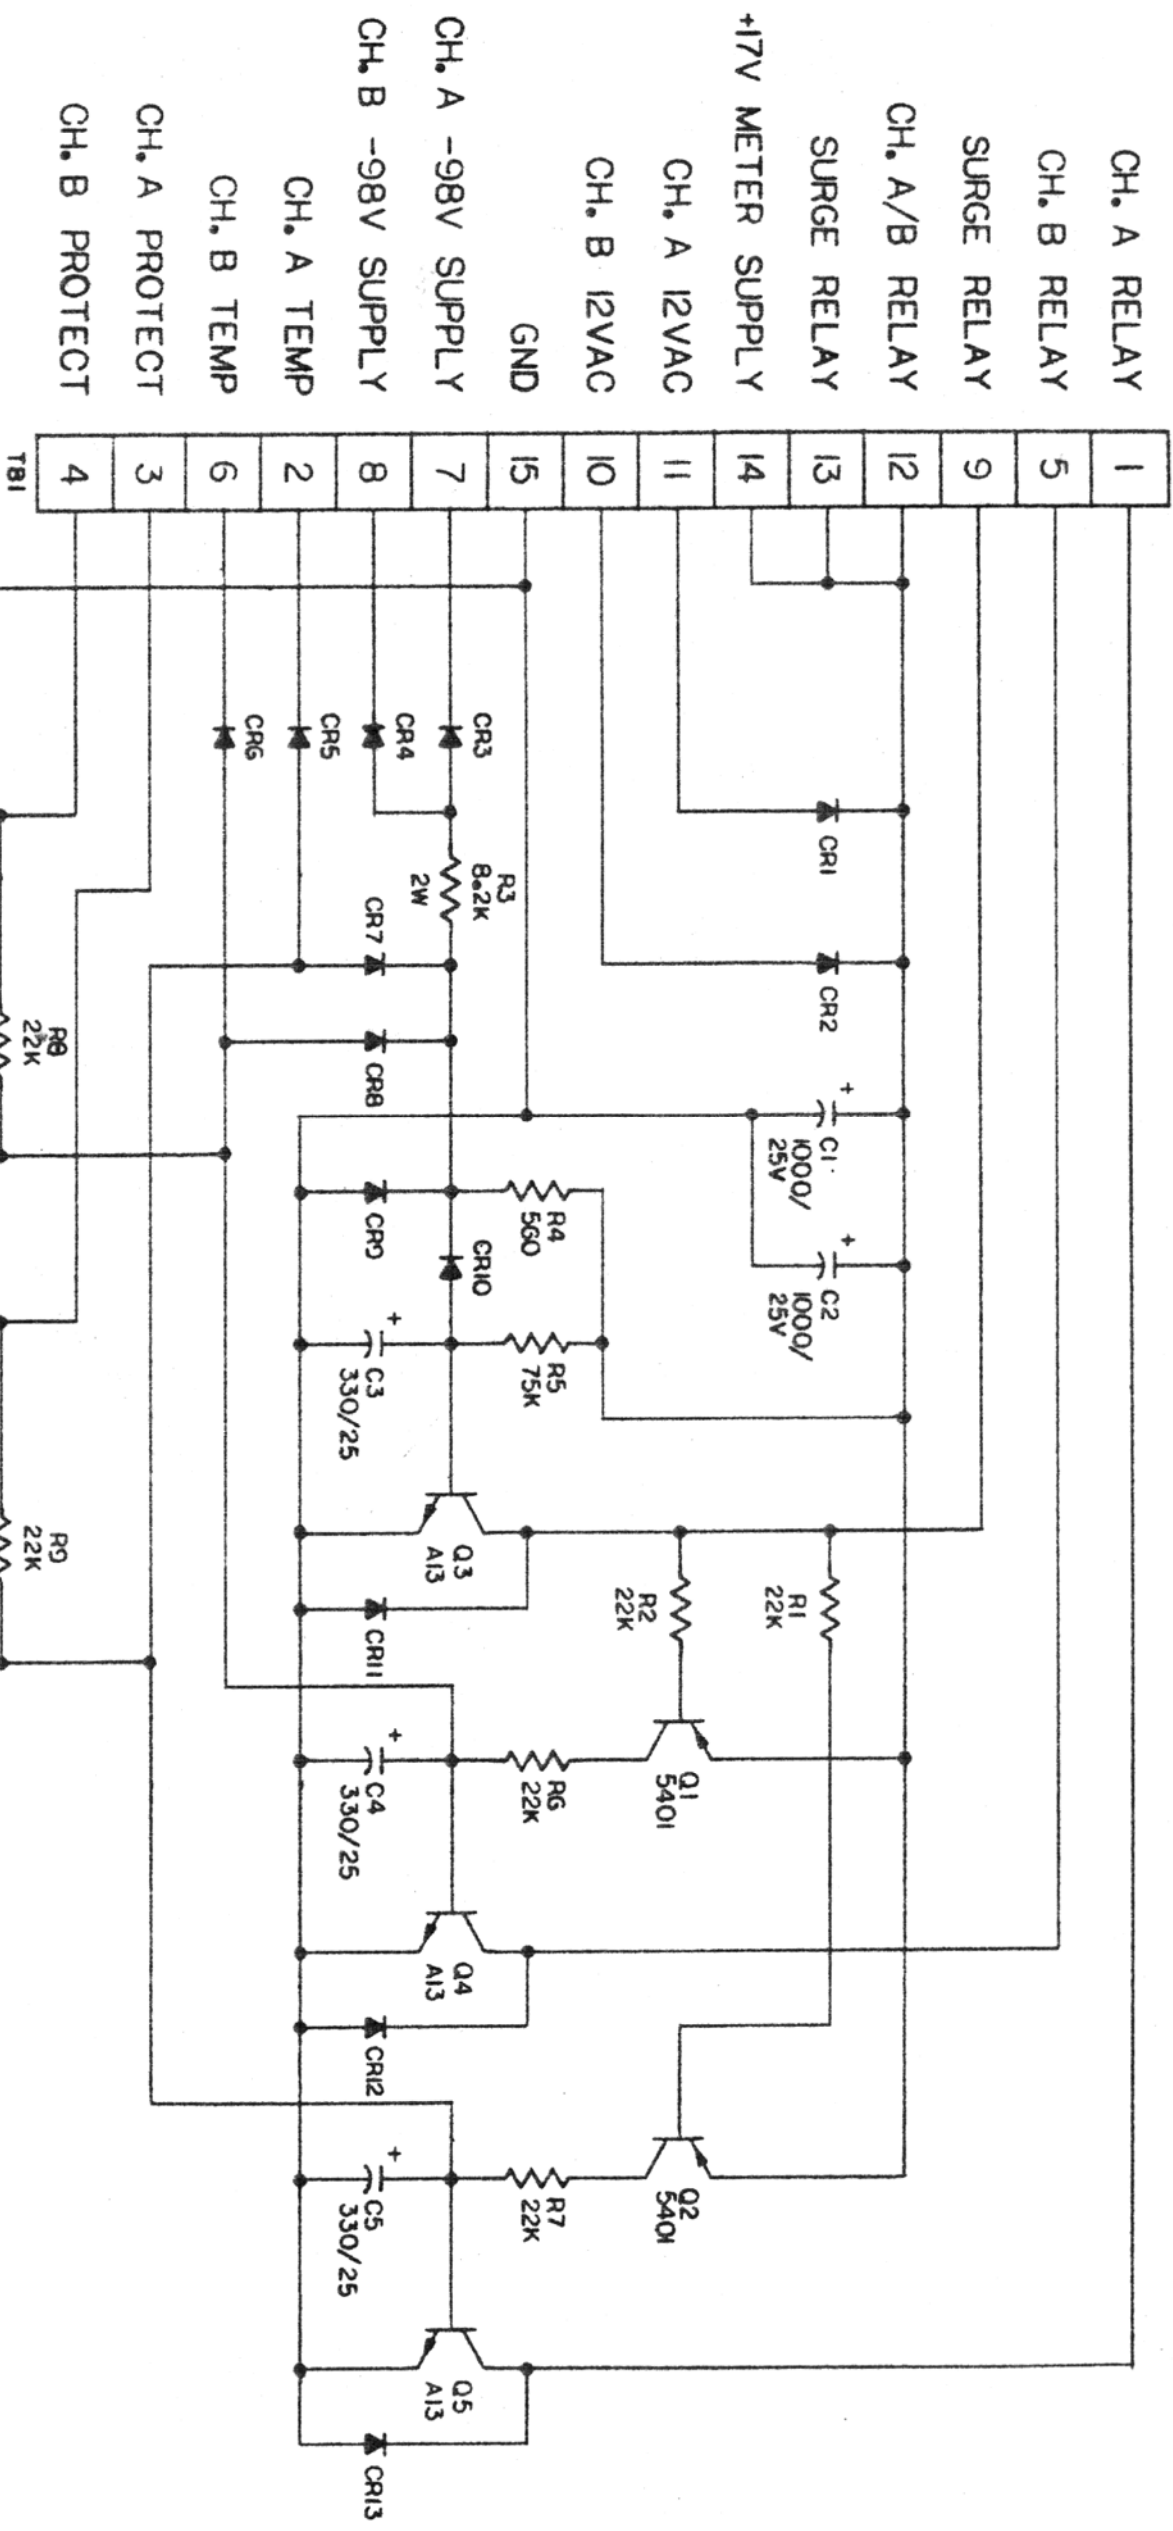 CH. A RELAY
1
CH. B RELAY
5
SURGE RELAY
9
CH. A/B RELAY
12
SURGE RELAY
13
+17V METER SUPPLY
14
CH. A 12VAC
11
CH. B 12VAC
10
GND
15
CH. A -98V SUPPLY
7
CH. B -98V SUPPLY
8
CH. A TEMP
2
CH. B TEMP
6
CH. A PROTECT
3
CH. B PROTECT
4
TB1
CR1
CR2
+
C1
1000/
25V
+
C2
1000/
25V
CR3
CR4
CR5
CR6
R3
8.2K
2W
CR7
CR8
R4
560
CR9
CR10
R5
75K
+
C3
330/25
Q3
A13
CR11
R1
22K
R2
22K
Q1
5401
R6
22K
+
C4
330/25
Q4
A13
CR12
Q2
5401
R7
22K
+
C5
330/25
Q5
A13
CR13
R8
22K
R9
22K